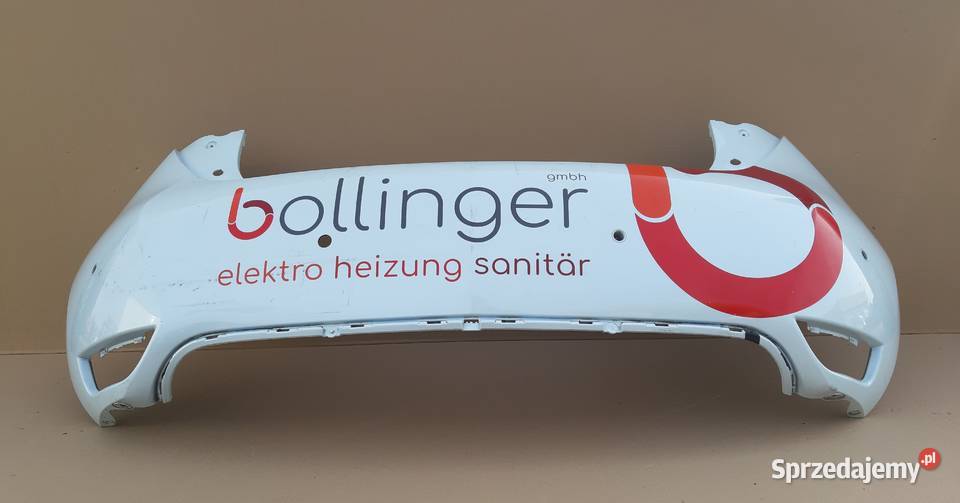 gmbh
bollinger
elektro heizung sanitär
Sprzedajemy.pl